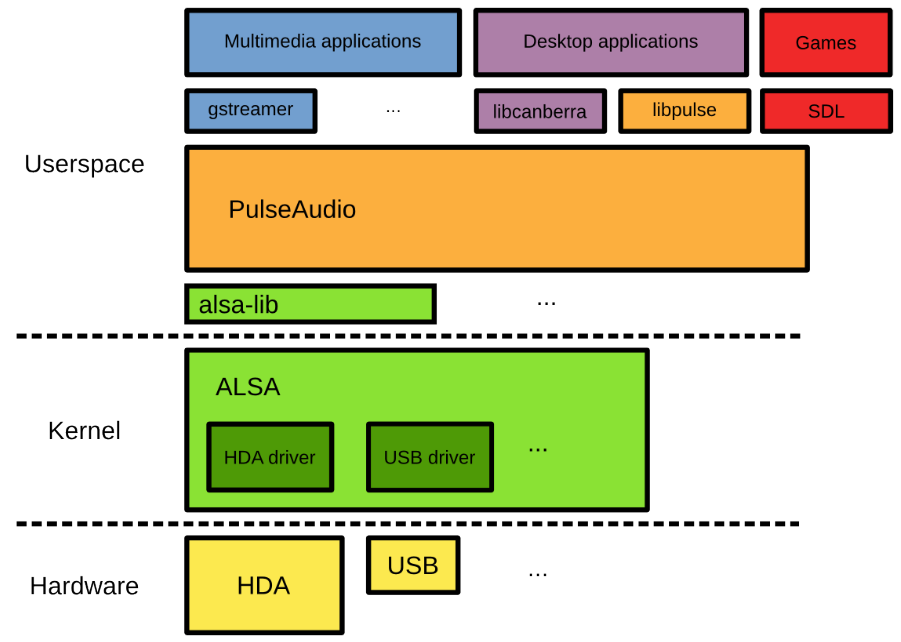 Multimedia applications
Desktop applications
Games
gstreamer
...
libcanberra
libpulse
SDL
Userspace
PulseAudio
alsa-lib
...
Kernel
ALSA
HDA driver
USB driver
...
Hardware
HDA
USB
...